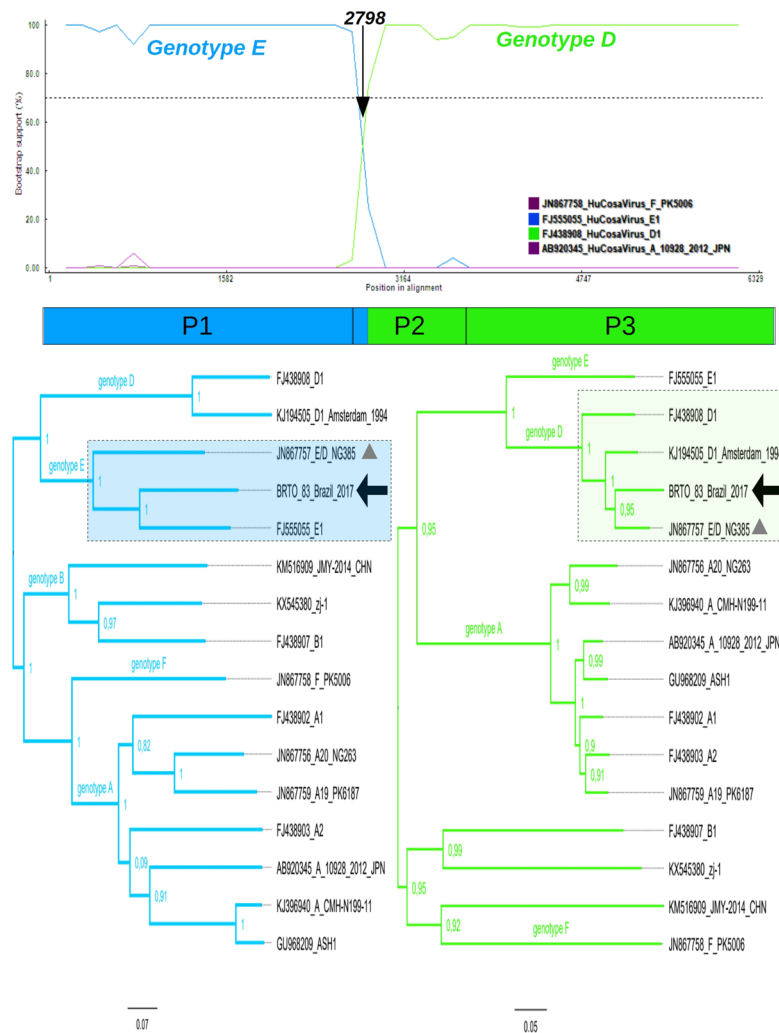 2798
Genotype E
Genotype D
100
80.0
60.0
40.0
20.0
0.00
Bootstrap support (%)
JN867758_HuCosaVirus_F_PK5006
FJ555055_HuCosaVirus_E1
FJ438908_HuCosaVirus_D1
AB920345_HuCosaVirus_A_10928_2012_JPN
1
1582
3164
4747
6329
Position in alignment
P1
P2
P3
genotype D
FJ438908_D1
1
KJ194505_D1_Amsterdam_1994
1
genotype E
JN867757_E/D_NG385
1
BRTO_83_Brazil_2017
1
FJ555055_E1
genotype B
KM516909_JMY-2014_CHN
1
KX545380_zj-1
0,97
FJ438907_B1
1
genotype F
JN867758_F_PK5006
1
FJ438902_A1
0,82
JN867756_A20_NG263
genotype A
1
JN867759_A19_PK6187
1
FJ438903_A2
0,09
AB920345_A_10928_2012_JPN
0,91
KJ396940_A_CMH-N199-11
1
GU968209_ASH1
0.07
genotype E
FJ555055_E1
1
FJ438908_D1
genotype D
1
KJ194505_D1_Amsterdam_199
1
BRTO_83_Brazil_2017
0,95
JN867757_E/D_NG385
0,95
JN867756_A20_NG263
0,99
KJ396940_A_CMH-N199-11
genotype A
1
AB920345_A_10928_2012_JPN
0,99
GU968209_ASH1
1
FJ438902_A1
0,9
FJ438903_A2
0,91
JN867759_A19_PK6187
FJ438907_B1
0,99
KX545380_zj-1
0,95
KM516909_JMY-2014_CHN
0,92
genotype F
JN867758_F_PK5006
0.05